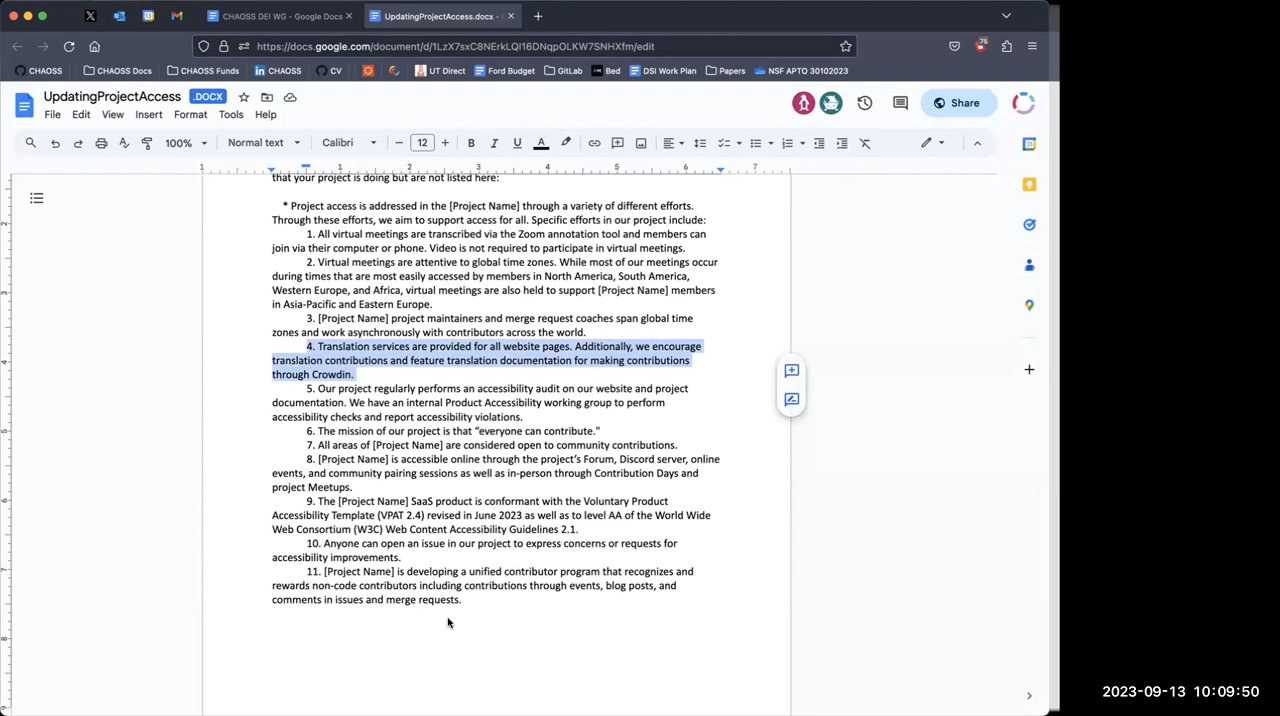 CHAOSS DEI WG - Google Docs
UpdatingProjectAccess.docx -
https://docs.google.com/document/d/1LzX7sxC8NErkLQI16DNqpOLKW7SNHXfm/edit
75
CHAOSS
CHAOSS Docs
CHAOSS Funds
CHAOSS
CV
UT Direct
Ford Budget
GitLab
Bed
DSI Work Plan
Papers
NSF APTO 30102023
UpdatingProjectAccess .DOCX
File Edit View Insert Format Tools Help
Share
100% Normal text Calibri 12
1 1 2 3 4 5 6 7
that your project is doing but are not listed here:
* Project access is addressed in the [Project Name] through a variety of different efforts.
Through these efforts, we aim to support access for all. Specific efforts in our project include:
1. All virtual meetings are transcribed via the Zoom annotation tool and members can
join via their computer or phone. Video is not required to participate in virtual meetings.
2. Virtual meetings are attentive to global time zones. While most of our meetings occur
during times that are most easily accessed by members in North America, South America,
Western Europe, and Africa, virtual meetings are also held to support [Project Name] members
in Asia-Pacific and Eastern Europe.
3. [Project Name] project maintainers and merge request coaches span global time
zones and work asynchronously with contributors across the world.
4. Translation services are provided for all website pages. Additionally, we encourage
translation contributions and feature translation documentation for making contributions
through Crowdin.
5. Our project regularly performs an accessibility audit on our website and project
documentation. We have an internal Product Accessibility working group to perform
accessibility checks and report accessibility violations.
6. The mission of our project is that “everyone can contribute."
7. All areas of [Project Name] are considered open to community contributions.
8. [Project Name] is accessible online through the project’s Forum, Discord server, online
events, and community pairing sessions as well as in-person through Contribution Days and
project Meetups.
9. The [Project Name] SaaS product is conformant with the Voluntary Product
Accessibility Template (VPAT 2.4) revised in June 2023 as well as to level AA of the World Wide
Web Consortium (W3C) Web Content Accessibility Guidelines 2.1.
10. Anyone can open an issue in our project to express concerns or requests for
accessibility improvements.
11. [Project Name] is developing a unified contributor program that recognizes and
rewards non-code contributors including contributions through events, blog posts, and
comments in issues and merge requests.
2023-09-13 10:09:50